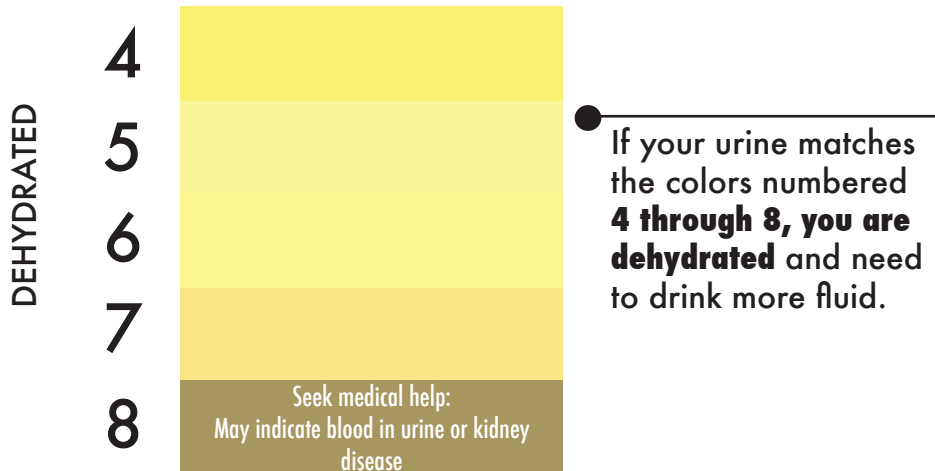 DEHYDRATED
4
5
6
7
8
Seek medical help:
May indicate blood in urine or kidney
disease
If your urine matches
the colors numbered
4 through 8, you are
dehydrated and need
to drink more fluid.